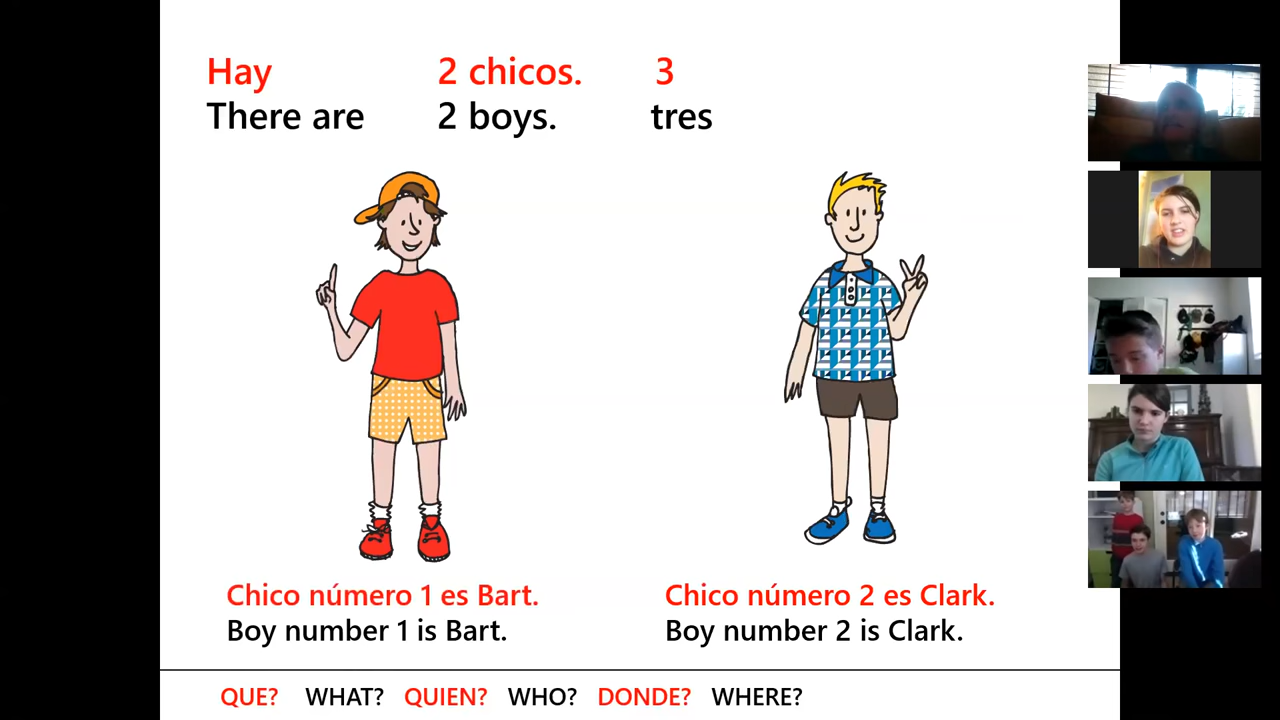 Hay 2 chicos. 3
There are 2 boys. tres
Chico número 1 es Bart.
Boy number 1 is Bart.
Chico número 2 es Clark.
Boy number 2 is Clark.
QUE? WHAT? QUIEN? WHO? DONDE? WHERE?